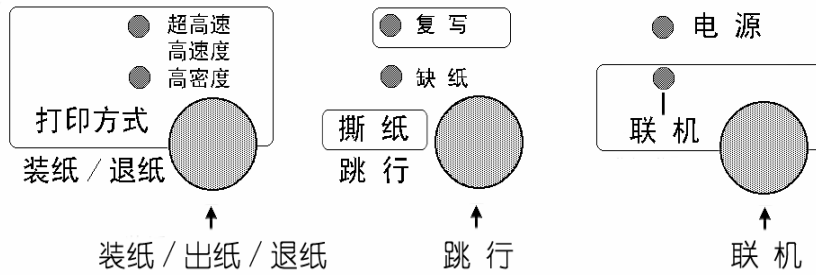 超高速
高速度
高密度
打印方式
装纸/退纸
装纸/出纸/退纸
复写
缺纸
撕纸
跳行
跳行
电源
联机
联机